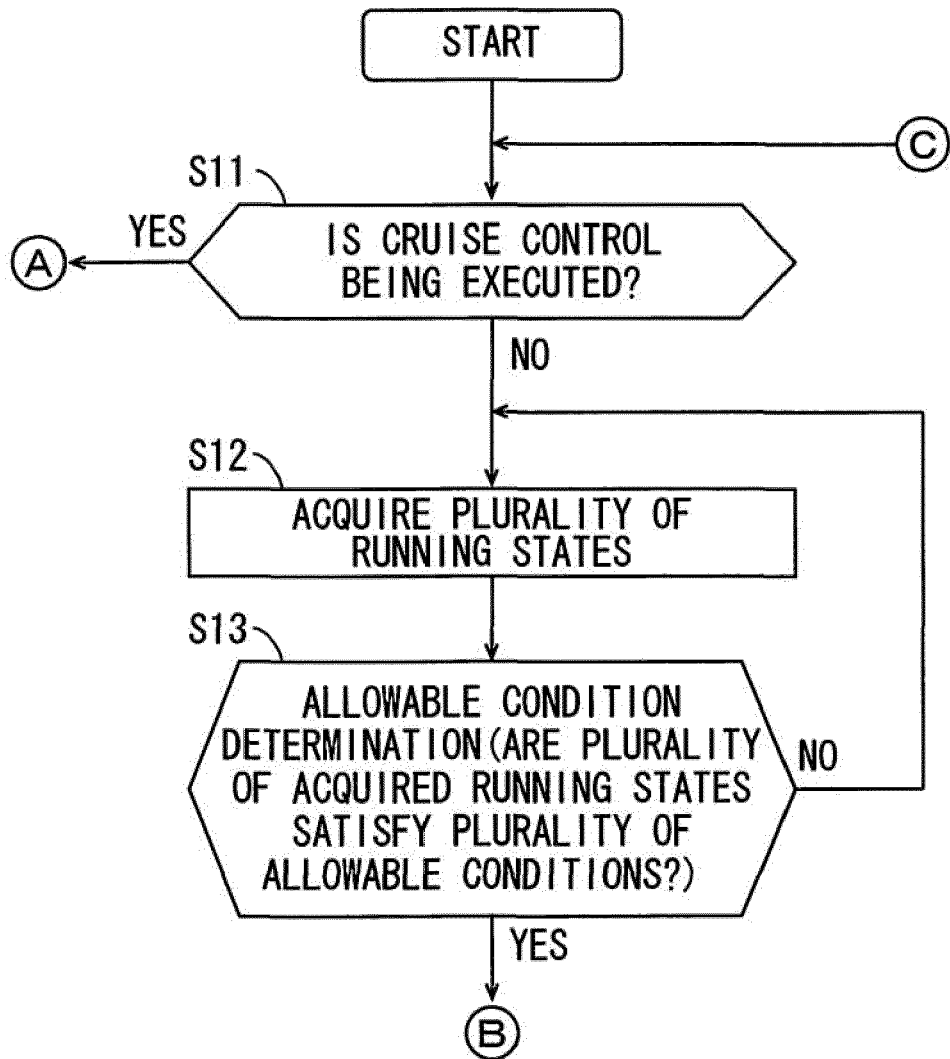 START
C
S11
YES
A
IS CRUISE CONTROL
BEING EXECUTED?
NO
S12
ACQUIRE PLURALITY OF
RUNNING STATES
S13
ALLOWABLE CONDITION
DETERMINATION(ARE PLURALITY
OF ACQUIRED RUNNING STATES
SATISFY PLURALITY OF
ALLOWABLE CONDITIONS?)
NO
YES
B